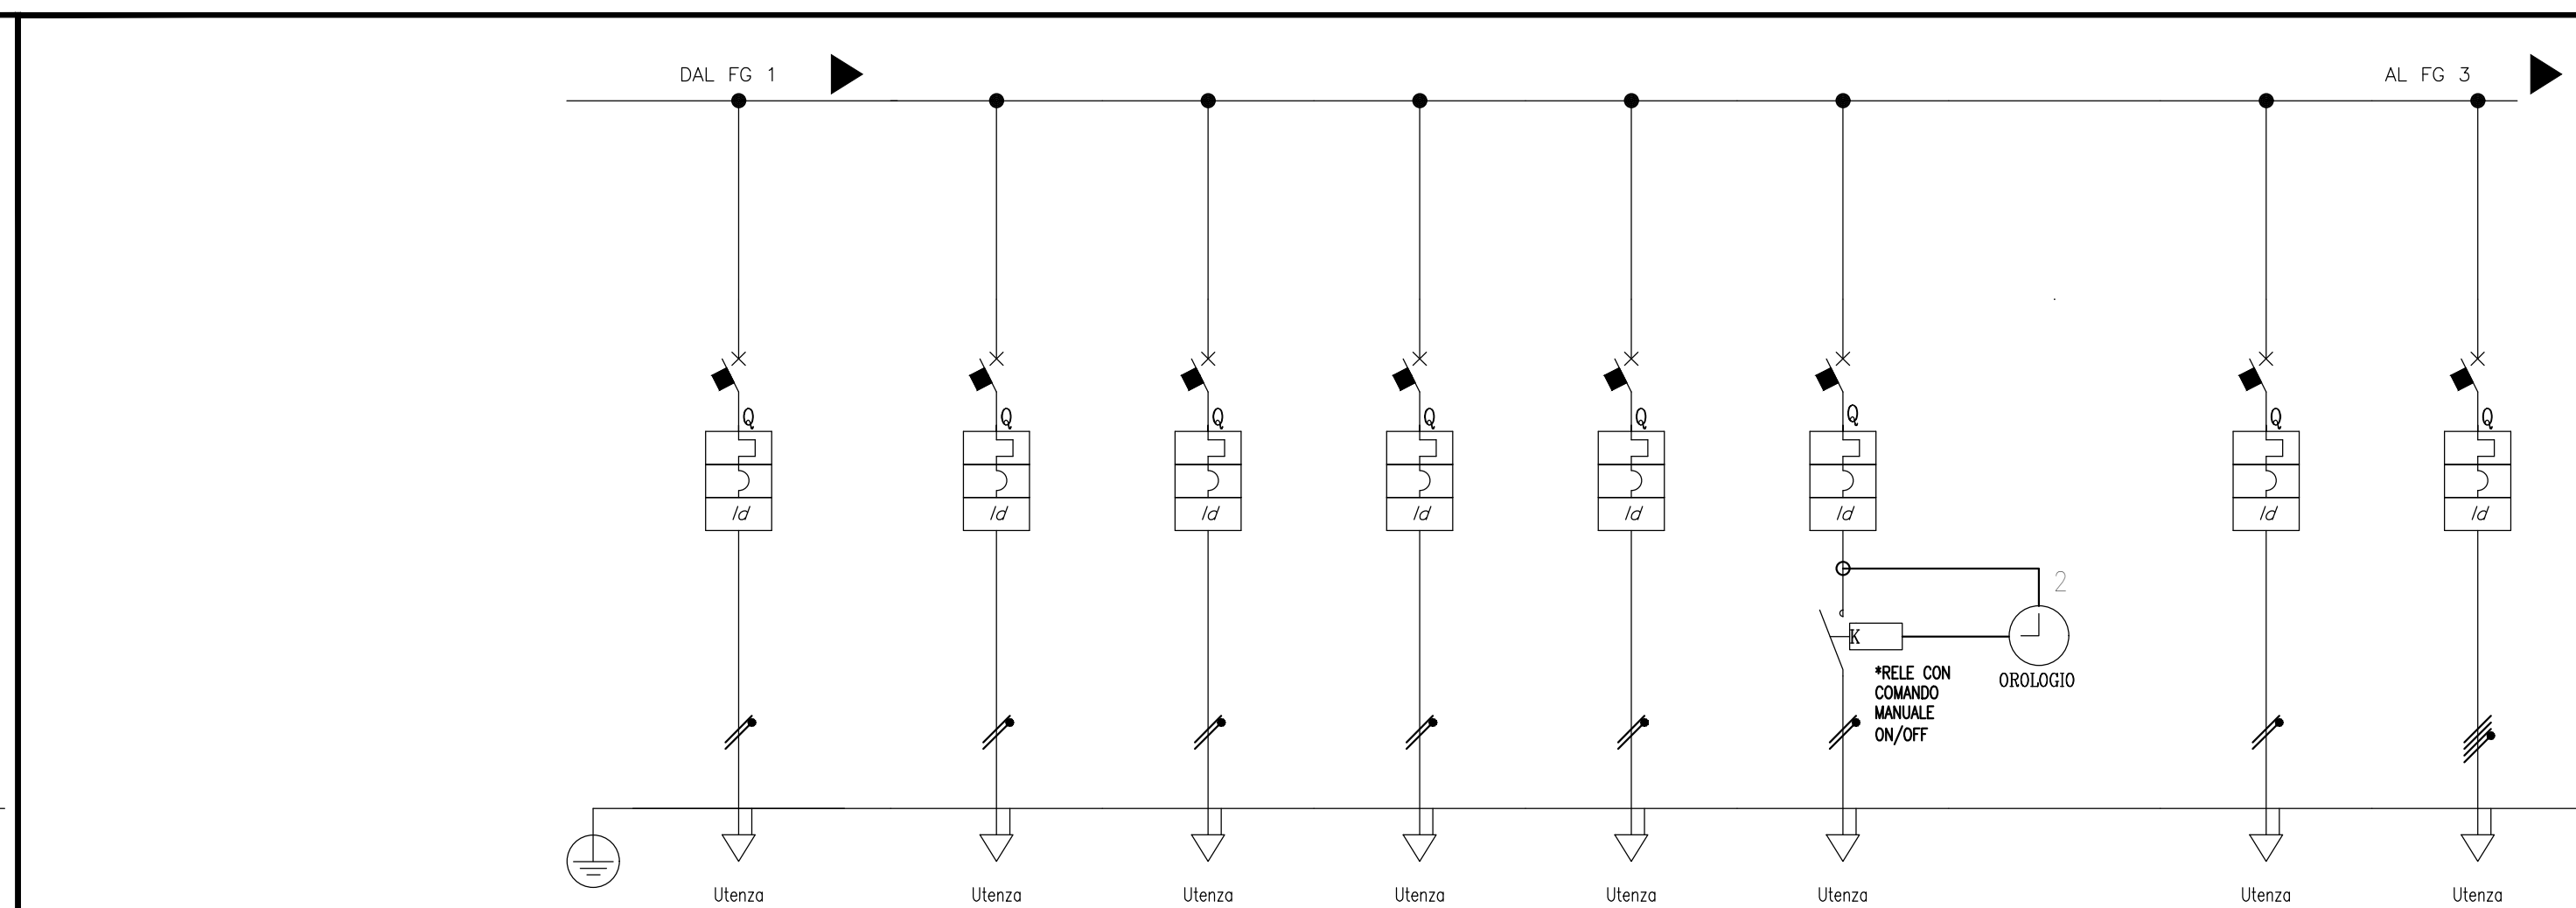 DAL FG 1
AL FG 3
Q Q Q Q Q Q Q Q
Id Id Id Id Id Id Id Id
2
K
*RELE CON
COMANDO
MANUALE
ON/OFF
OROLOGIO
Utenza Utenza Utenza Utenza Utenza Utenza Utenza Utenza